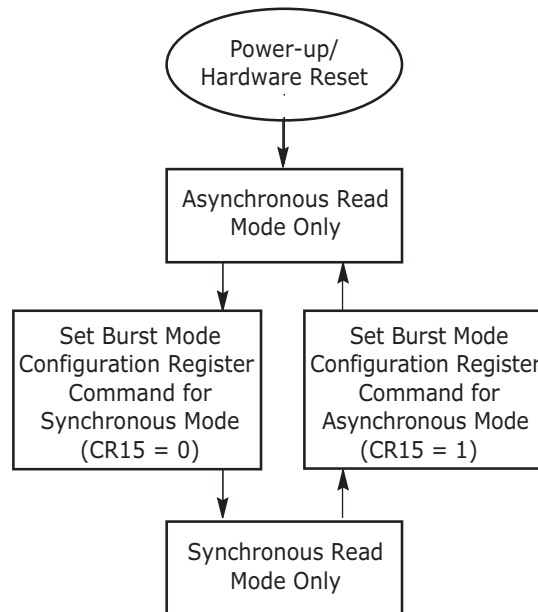 Power-up/
Hardware Reset
Asynchronous Read
Mode Only
Set Burst Mode
Configuration Register
Command for
Synchronous Mode
(CR15 = 0)
Set Burst Mode
Configuration Register
Command for
Asynchronous Mode
(CR15 = 1)
Synchronous Read
Mode Only